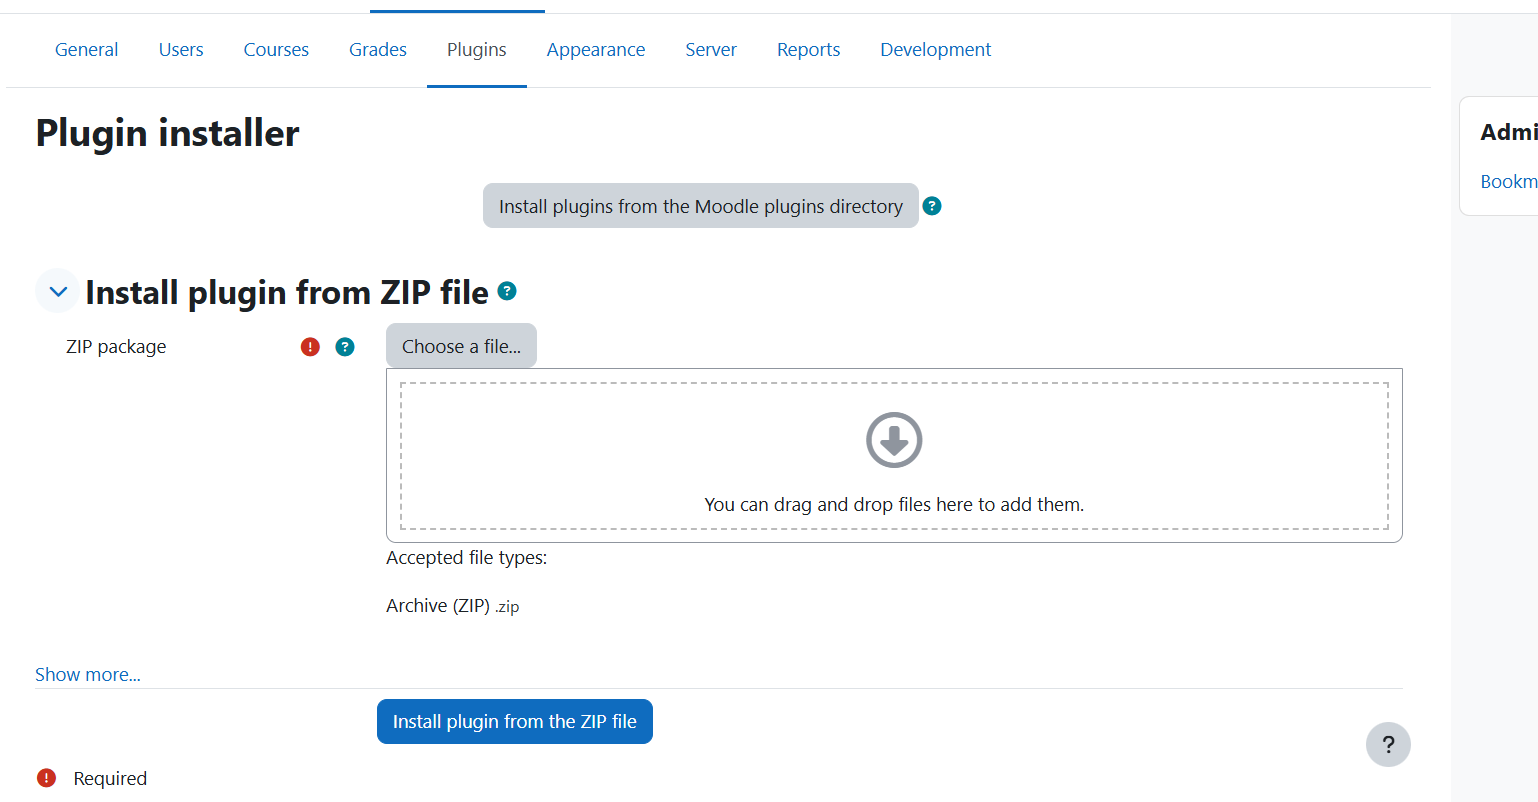 General Users Courses Grades Plugins Appearance Server Reports Development
Plugin installer
Admi
Bookm
Install plugins from the Moodle plugins directory ?
Install plugin from ZIP file ?
ZIP package ! ? Choose a file...
You can drag and drop files here to add them.
Accepted file types:
Archive (ZIP) .zip
Show more...
Install plugin from the ZIP file
?
! Required